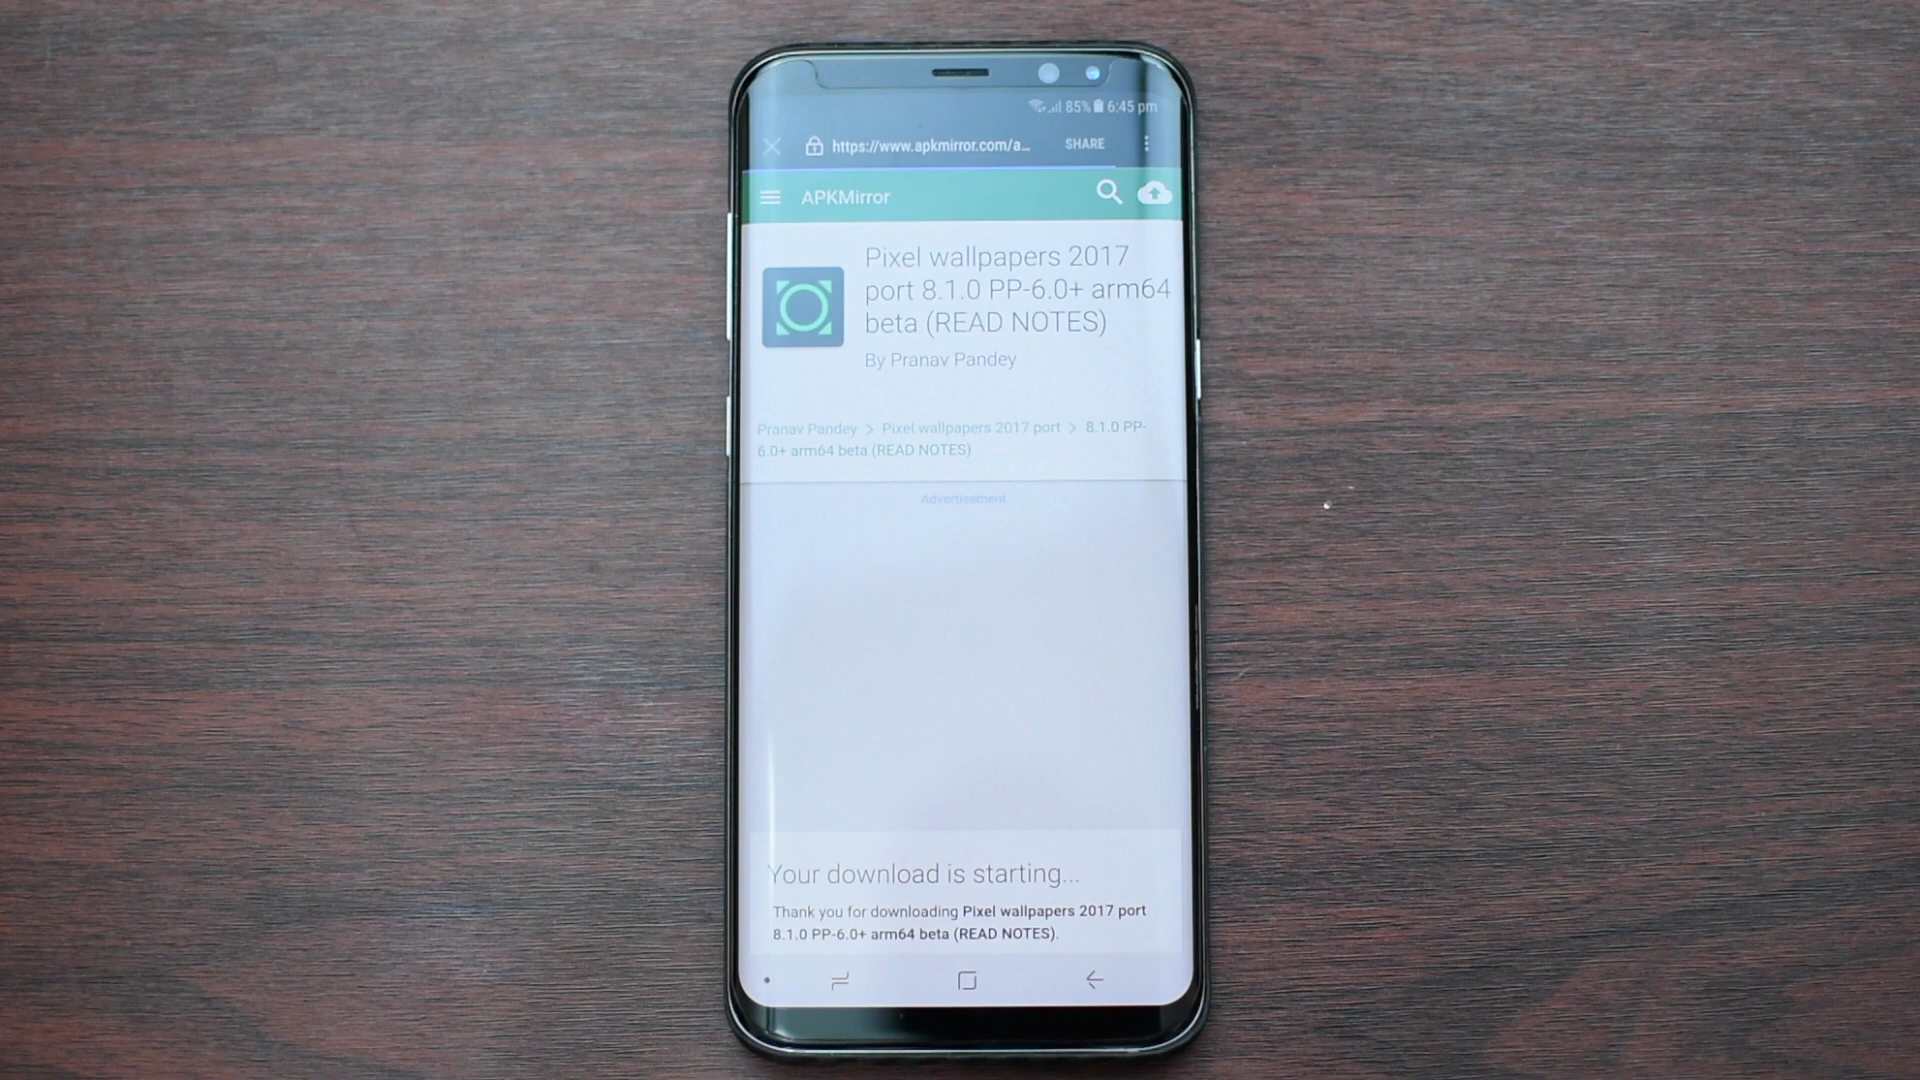 85% 6:45 pm
https://www.apkmirror.com/a... SHARE
APKMirror
Pixel wallpapers 2017
port 8.1.0 PP-6.0+ arm64
beta (READ NOTES)
By Pranav Pandey
Pranav Pandey > Pixel wallpapers 2017 port > 8.1.0 PP-
6.0+ arm64 beta (READ NOTES)
Advertisement
Your download is starting...
Thank you for downloading Pixel wallpapers 2017 port
8.1.0 PP-6.0+ arm64 beta (READ NOTES).